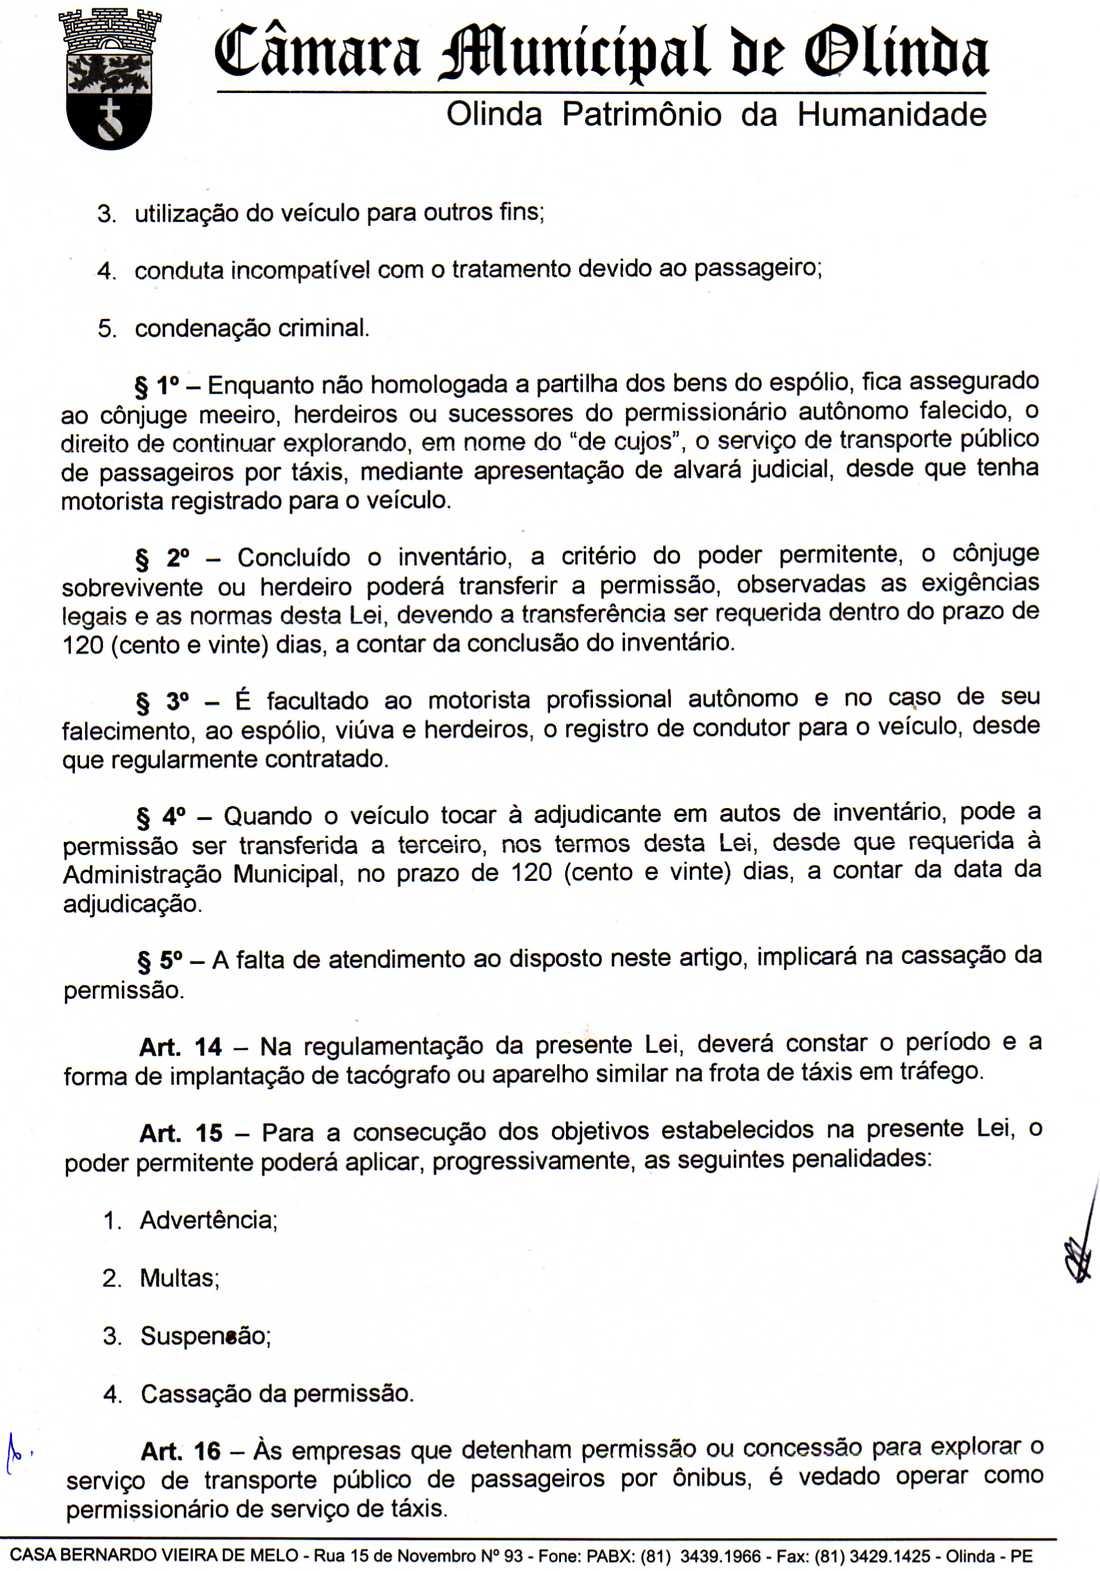 Câmara Municipal de Olinda
Olinda Patrimônio da Humanidade
3. utilização do veículo para outros fins;
4. conduta incompatível com o tratamento devido ao passageiro;
5. condenação criminal.
§ 1º – Enquanto não homologada a partilha dos bens do espólio, fica assegurado
ao cônjuge meeiro, herdeiros ou sucessores do permissionário autônomo falecido, o
direito de continuar explorando, em nome do “de cujos”, o serviço de transporte público
de passageiros por táxis, mediante apresentação de alvará judicial, desde que tenha
motorista registrado para o veículo.
§ 2º – Concluído o inventário, a critério do poder permitente, o cônjuge
sobrevivente ou herdeiro poderá transferir a permissão, observadas as exigências
legais e as normas desta Lei, devendo a transferência ser requerida dentro do prazo de
120 (cento e vinte) dias, a contar da conclusão do inventário.
§ 3º – É facultado ao motorista profissional autônomo e no caso de seu
falecimento, ao espólio, viúva e herdeiros, o registro de condutor para o veículo, desde
que regularmente contratado.
§ 4º – Quando o veículo tocar à adjudicante em autos de inventário, pode a
permissão ser transferida a terceiro, nos termos desta Lei, desde que requerida à
Administração Municipal, no prazo de 120 (cento e vinte) dias, a contar da data da
adjudicação.
§ 5º – A falta de atendimento ao disposto neste artigo, implicará na cassação da
permissão.
Art. 14 – Na regulamentação da presente Lei, deverá constar o período e a
forma de implantação de tacógrafo ou aparelho similar na frota de táxis em tráfego.
Art. 15 – Para a consecução dos objetivos estabelecidos na presente Lei, o
poder permitente poderá aplicar, progressivamente, as seguintes penalidades:
1. Advertência;
2. Multas;
3. Suspensão;
4. Cassação da permissão.
Art. 16 – Às empresas que detenham permissão ou concessão para explorar o
serviço de transporte público de passageiros por ônibus, é vedado operar como
permissionário de serviço de táxis.
CASA BERNARDO VIEIRA DE MELO - Rua 15 de Novembro Nº 93 - Fone: PABX: (81) 3439.1966 - Fax: (81) 3429.1425 - Olinda - PE